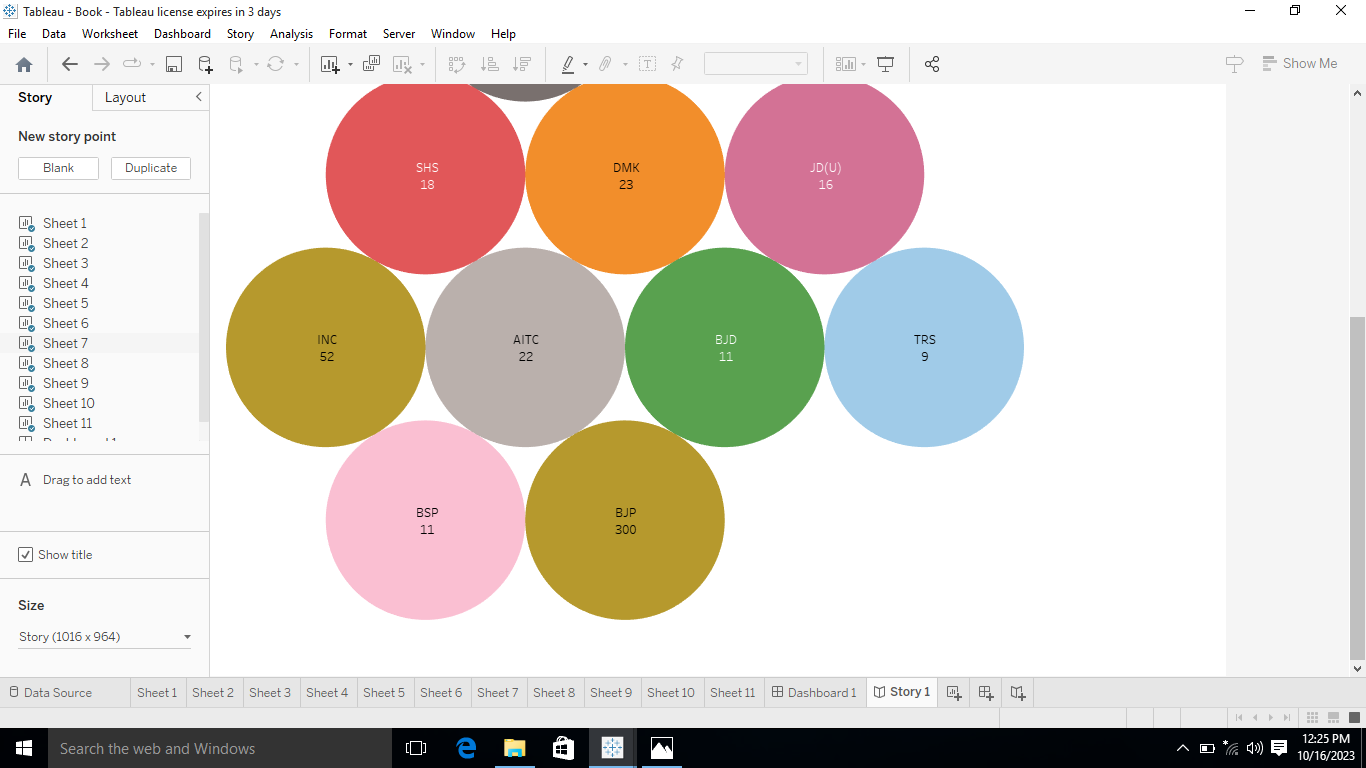 Tableau - Book - Tableau license expires in 3 days
File Data Worksheet Dashboard Story Analysis Format Server Window Help
Show Me
Story Layout
New story point
Blank Duplicate
Sheet 1
Sheet 2
Sheet 3
Sheet 4
Sheet 5
Sheet 6
Sheet 7
Sheet 8
Sheet 9
Sheet 10
Sheet 11
A Drag to add text
Show title
Size
Story (1016 x 964)
SHS
18
DMK
23
JD(U)
16
INC
52
AITC
22
BJD
11
TRS
9
BSP
11
BJP
300
Data Source Sheet 1 Sheet 2 Sheet 3 Sheet 4 Sheet 5 Sheet 6 Sheet 7 Sheet 8 Sheet 9 Sheet 10 Sheet 11 Dashboard 1 Story 1
Search the web and Windows
12:25 PM
10/16/2023